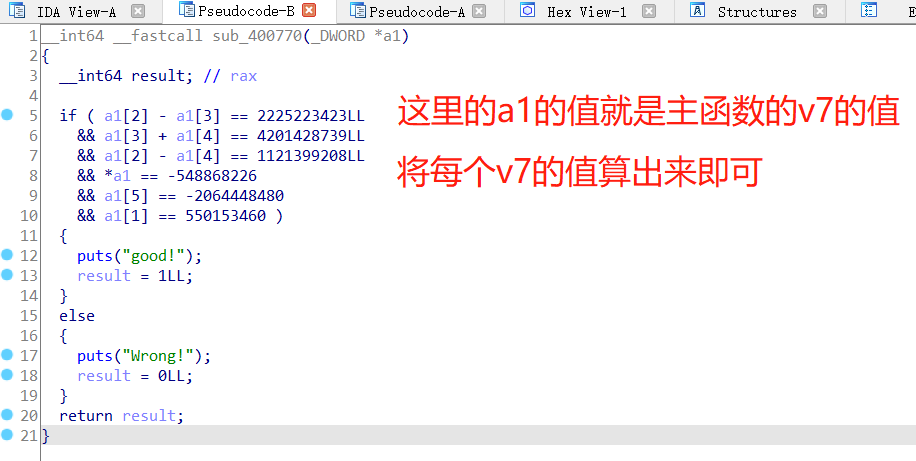 IDA View-A Pseudocode-B Pseudocode-A Hex View-1 Structures E
1 __int64 __fastcall sub_400770(_DWORD *a1)
2 {
3   __int64 result; // rax
4
5   if ( a1[2] - a1[3] == 2225223423LL
6     && a1[3] + a1[4] == 4201428739LL
7     && a1[2] - a1[4] == 1121399208LL
8     && *a1 == -548868226
9     && a1[5] == -2064448480
10     && a1[1] == 550153460 )
11   {
12     puts("good!");
13     result = 1LL;
14   }
15   else
16   {
17     puts("Wrong!");
18     result = 0LL;
19   }
20   return result;
21 }
这里的a1的值就是主函数的v7的值
将每个v7的值算出来即可